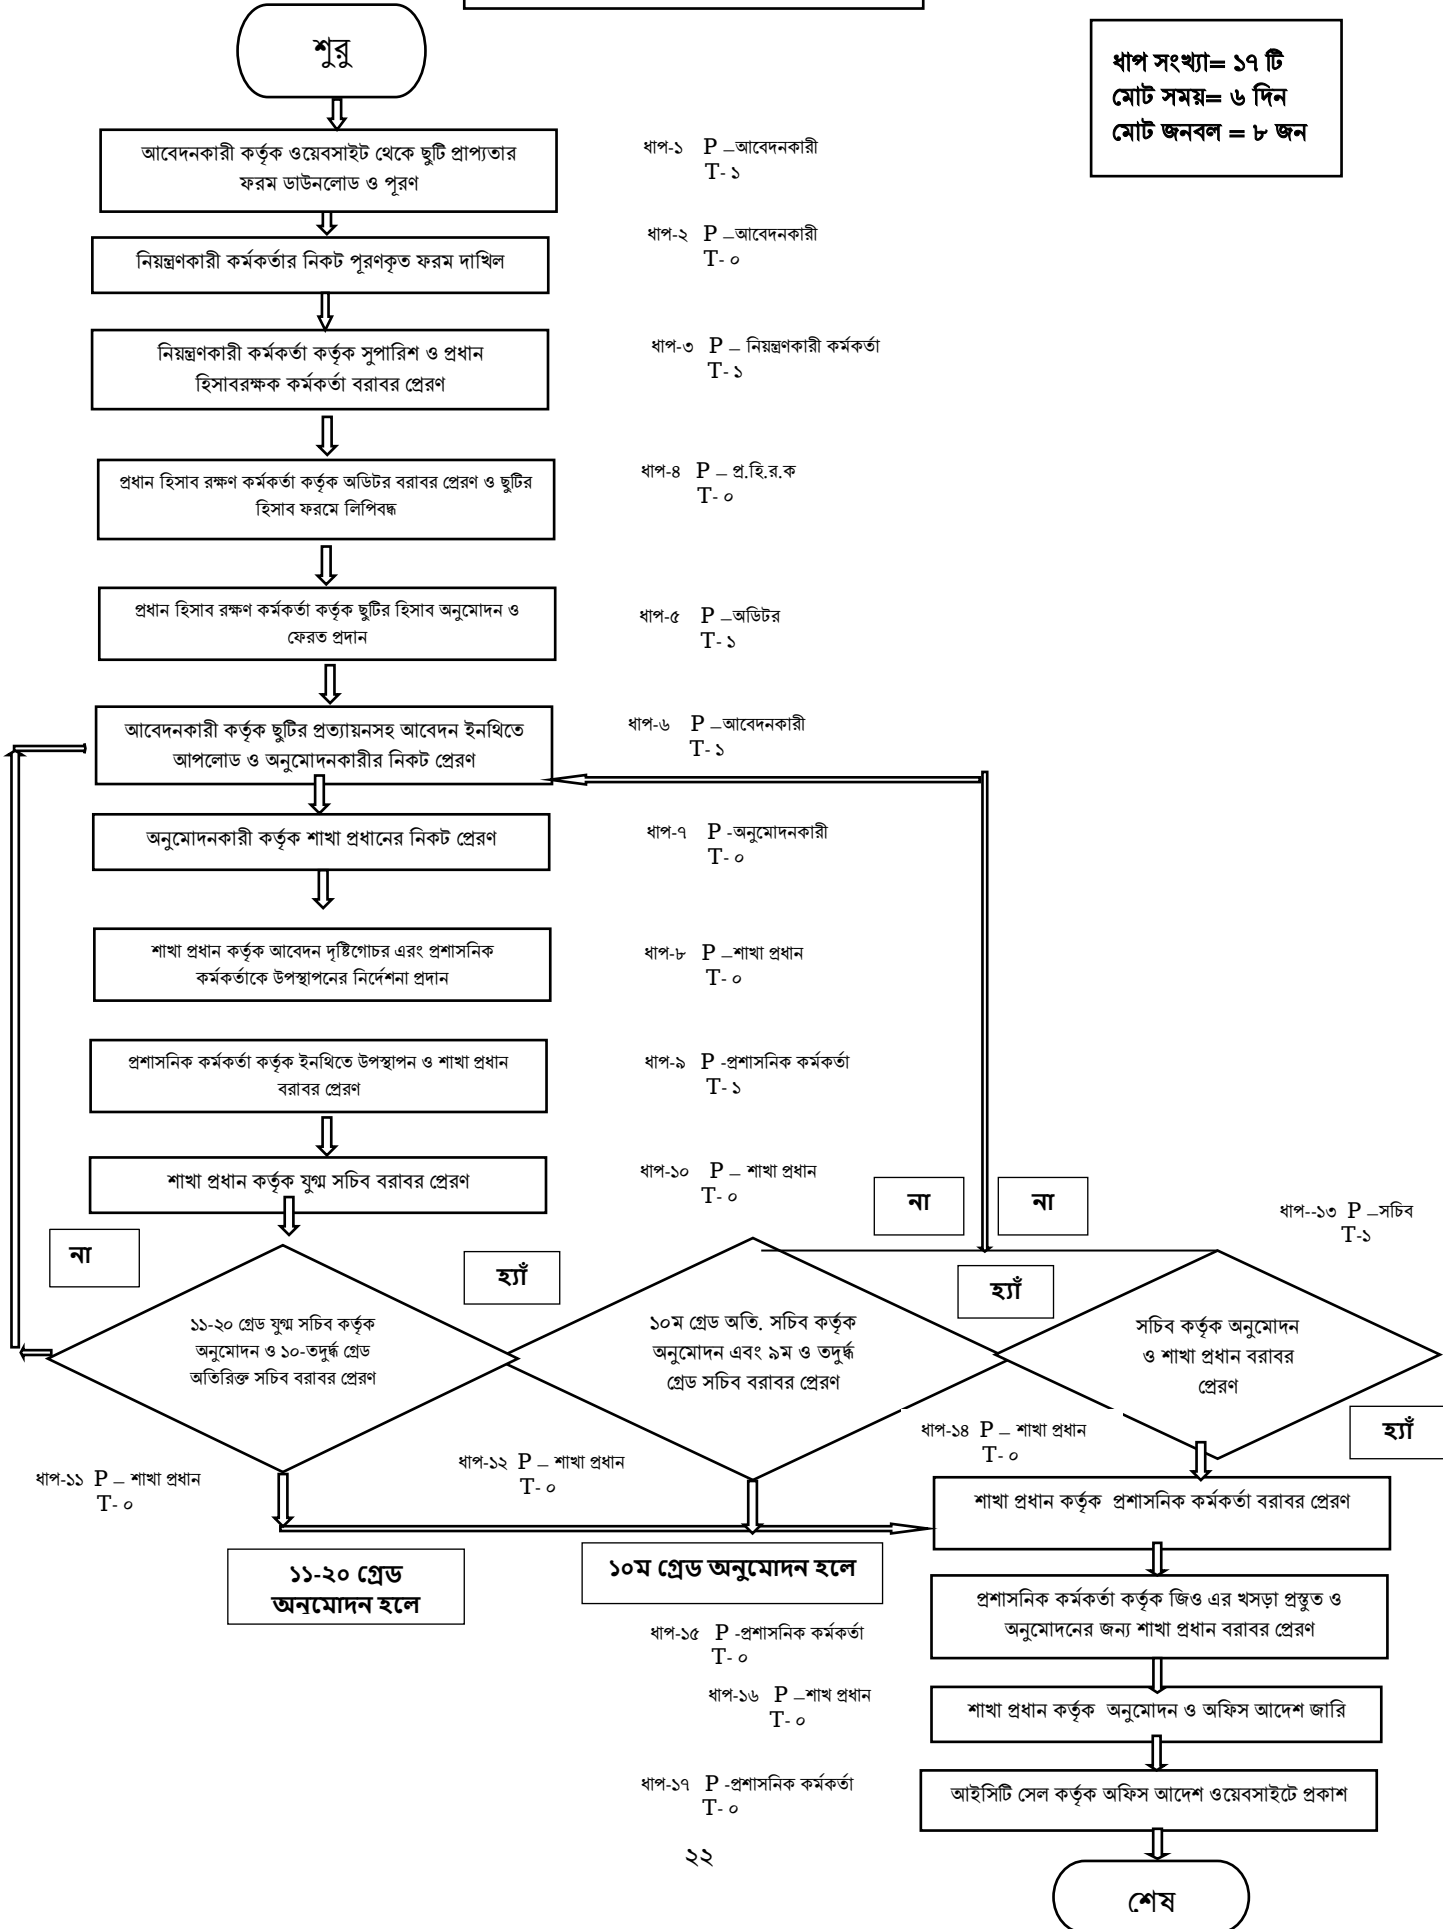 শুরু
ধাপ সংখ্যা= ১৭ টি
মোট সময়= ৬ দিন
মোট জনবল = ৮ জন
আবেদনকারী কর্তৃক ওয়েবসাইট থেকে ছুটি প্রাপ্যতার
ফরম ডাউনলোড ও পূরণ
ধাপ-১ P –আবেদনকারী
T- ১
নিয়ন্ত্রণকারী কর্মকর্তার নিকট পূরণকৃত ফরম দাখিল
ধাপ-২ P –আবেদনকারী
T- ০
নিয়ন্ত্রণকারী কর্মকর্তা কর্তৃক সুপারিশ ও প্রধান
হিসাবরক্ষক কর্মকর্তা বরাবর প্রেরণ
ধাপ-৩ P – নিয়ন্ত্রণকারী কর্মকর্তা
T- ১
প্রধান হিসাব রক্ষণ কর্মকর্তা কর্তৃক অডিটর বরাবর প্রেরণ ও ছুটির
হিসাব ফরমে লিপিবদ্ধ
ধাপ-৪ P – প্র.হি.র.ক
T- ০
প্রধান হিসাব রক্ষণ কর্মকর্তা কর্তৃক ছুটির হিসাব অনুমোদন ও
ফেরত প্রদান
ধাপ-৫ P –অডিটর
T- ১
আবেদনকারী কর্তৃক ছুটির প্রত্যায়নসহ আবেদন ইনথিতে
আপলোড ও অনুমোদনকারীর নিকট প্রেরণ
ধাপ-৬ P –আবেদনকারী
T- ১
অনুমোদনকারী কর্তৃক শাখা প্রধানের নিকট প্রেরণ
ধাপ-৭ P -অনুমোদনকারী
T- ০
শাখা প্রধান কর্তৃক আবেদন দৃষ্টিগোচর এরং প্রশাসনিক
কর্মকর্তাকে উপস্থাপনের নির্দেশনা প্রদান
ধাপ-৮ P –শাখা প্রধান
T- ০
প্রশাসনিক কর্মকর্তা কর্তৃক ইনথিতে উপস্থাপন ও শাখা প্রধান
বরাবর প্রেরণ
ধাপ-৯ P -প্রশাসনিক কর্মকর্তা
T- ১
শাখা প্রধান কর্তৃক যুগ্ম সচিব বরাবর প্রেরণ
ধাপ-১০ P – শাখা প্রধান
T- ০
না
না
ধাপ--১৩ P –সচিব
T-১
না
হ্যাঁ
হ্যাঁ
১১-২০ গ্রেড যুগ্ম সচিব কর্তৃক
অনুমোদন ও ১০-তদুর্দ্ধ গ্রেড
অতিরিক্ত সচিব বরাবর প্রেরণ
১০ম গ্রেড অতি. সচিব কর্তৃক
অনুমোদন এবং ৯ম ও তদুর্দ্ধ
গ্রেড সচিব বরাবর প্রেরণ
সচিব কর্তৃক অনুমোদন
ও শাখা প্রধান বরাবর
প্রেরণ
হ্যাঁ
ধাপ-১১ P – শাখা প্রধান
T- ০
ধাপ-১২ P – শাখা প্রধান
T- ০
ধাপ-১৪ P – শাখা প্রধান
T- ০
শাখা প্রধান কর্তৃক প্রশাসনিক কর্মকর্তা বরাবর প্রেরণ
১১-২০ গ্রেড
অনুমোদন হলে
১০ম গ্রেড অনুমোদন হলে
প্রশাসনিক কর্মকর্তা কর্তৃক জিও এর খসড়া প্রস্তুত ও
অনুমোদনের জন্য শাখা প্রধান বরাবর প্রেরণ
ধাপ-১৫ P -প্রশাসনিক কর্মকর্তা
T- ০
ধাপ-১৬ P –শাখ প্রধান
T- ০
শাখা প্রধান কর্তৃক অনুমোদন ও অফিস আদেশ জারি
ধাপ-১৭ P -প্রশাসনিক কর্মকর্তা
T- ০
আইসিটি সেল কর্তৃক অফিস আদেশ ওয়েবসাইটে প্রকাশ
২২
শেষ